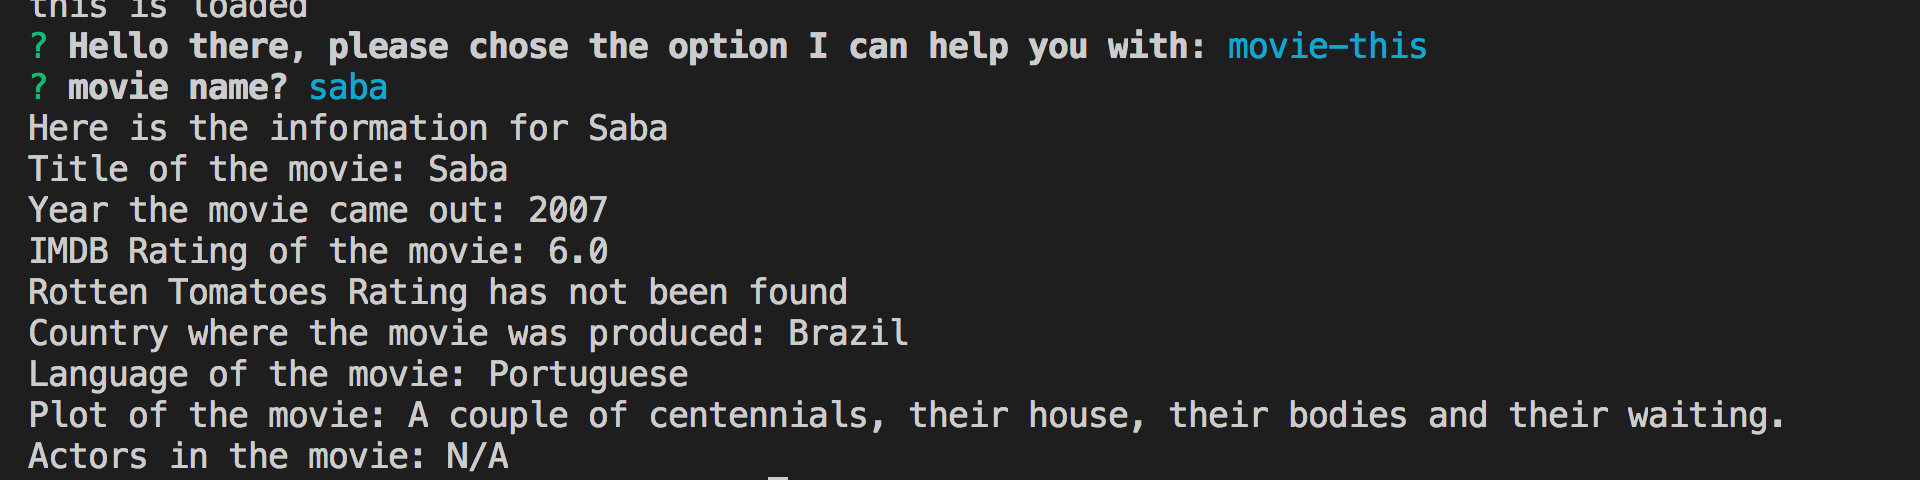 this is loaded
? Hello there, please chose the option I can help you with: movie-this
? movie name? saba
Here is the information for Saba
Title of the movie: Saba
Year the movie came out: 2007
IMDB Rating of the movie: 6.0
Rotten Tomatoes Rating has not been found
Country where the movie was produced: Brazil
Language of the movie: Portuguese
Plot of the movie: A couple of centennials, their house, their bodies and their waiting.
Actors in the movie: N/A